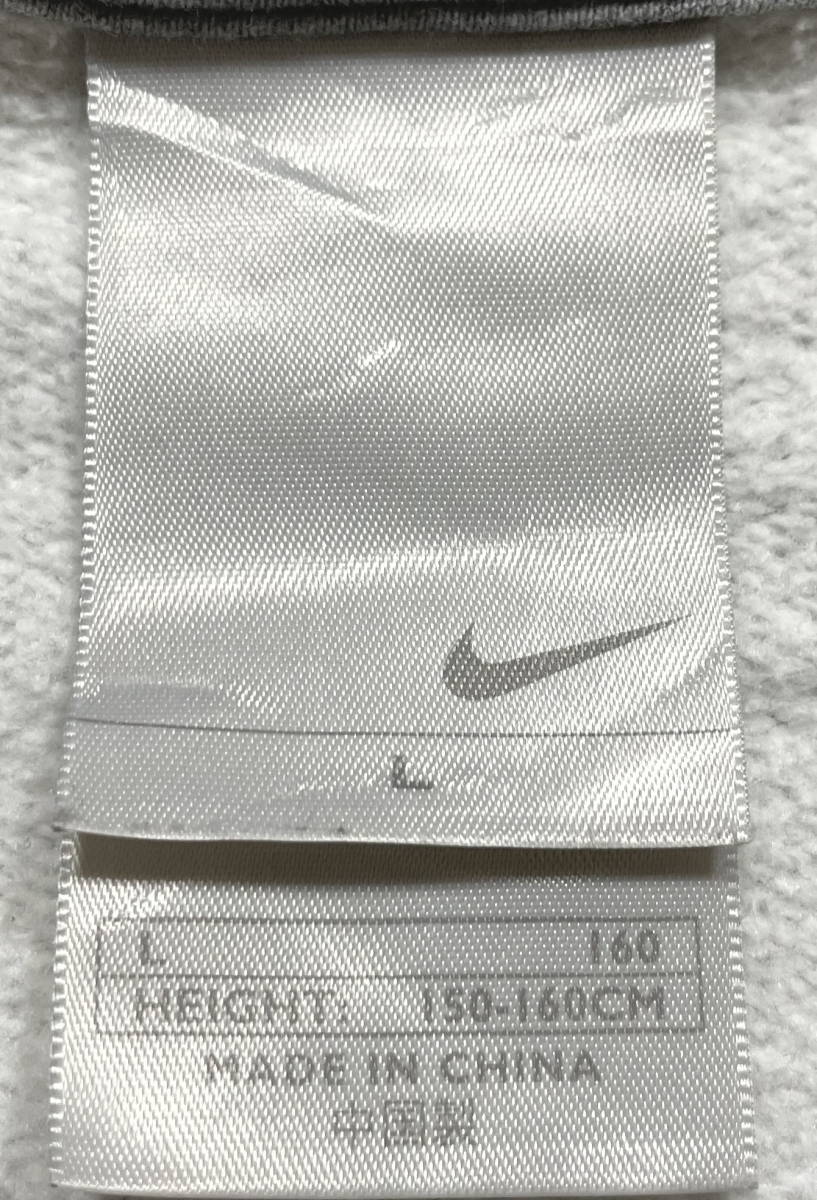 L
L 160
HEIGHT: 150-160CM
MADE IN CHINA
中国製